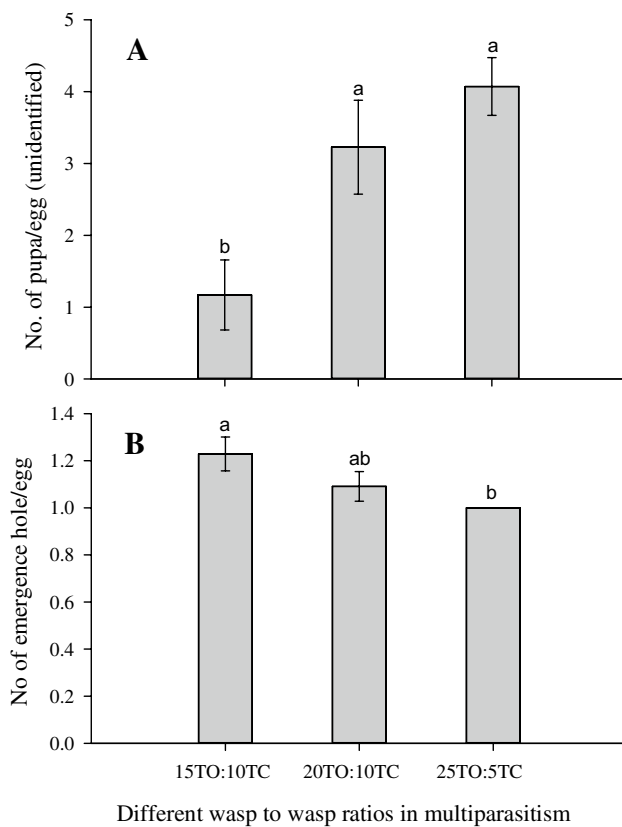 A
No. of pupa/egg (unidentified)
5
4
3
2
1
0
b
a
a
B
No of emergence hole/egg
1.4
1.2
1.0
0.8
0.6
0.4
0.2
0.0
a
ab
b
15TO:10TC 20TO:10TC 25TO:5TC
Different wasp to wasp ratios in multiparasitism